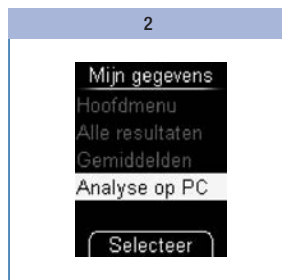 2
Mijn gegevens
Hoofdmenu
Alle resultaten
Gemiddelden
Analyse op PC
Selecteer